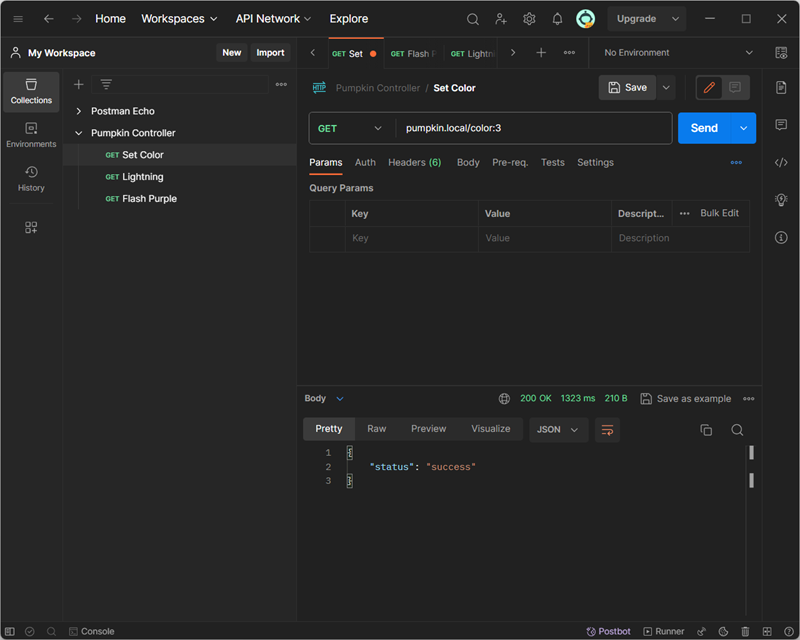 Home Workspaces API Network Explore Upgrade
My Workspace New Import GET Set GET Flash P GET Lightn No Environment
Collections
Environments
History
Postman Echo
Pumpkin Controller
GET Set Color
GET Lightning
GET Flash Purple
HTTP Pumpkin Controller / Set Color Save
GET pumpkin.local/color:3 Send
Params Auth Headers (6) Body Pre-req. Tests Settings
Query Params
Key Value Descript... Bulk Edit
Key Value Description
Body 200 OK 1323 ms 210 B Save as example
Pretty Raw Preview Visualize JSON
1 {
2 "status": "success"
3 }
Console Postbot Runner